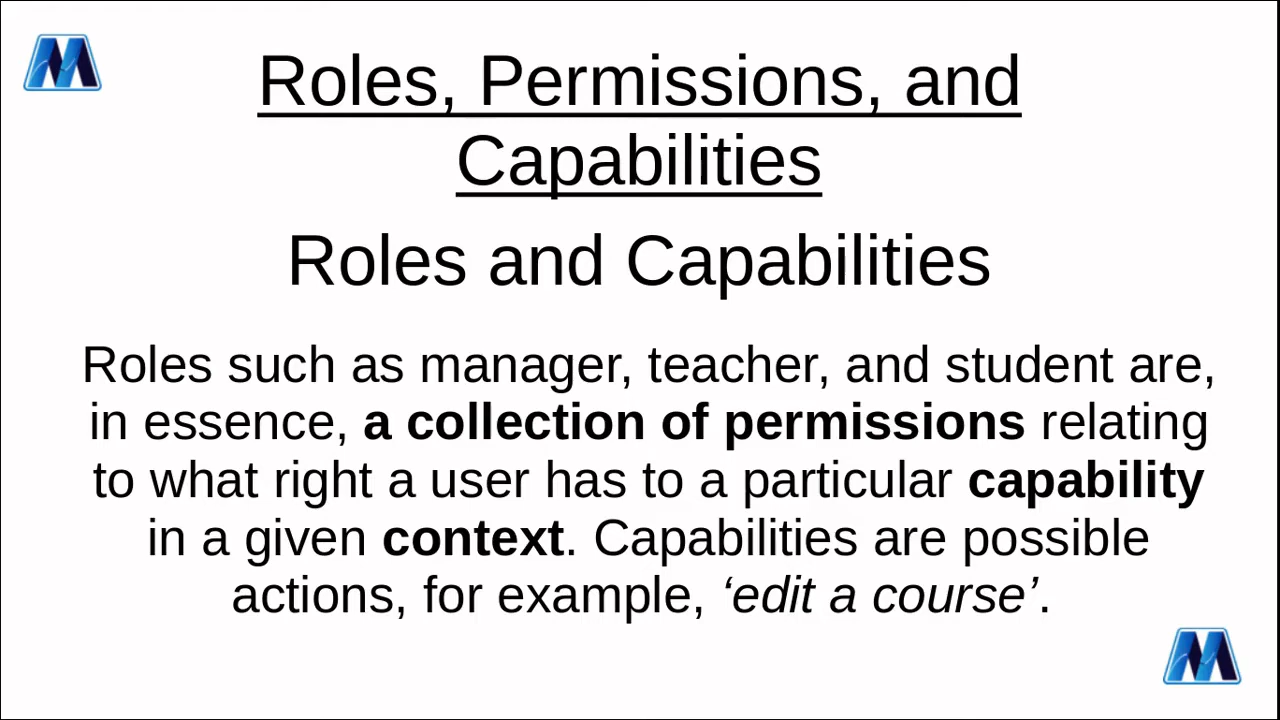 Roles, Permissions, and
Capabilities
Roles and Capabilities
Roles such as manager, teacher, and student are,
in essence, a collection of permissions relating
to what right a user has to a particular capability
in a given context. Capabilities are possible
actions, for example, ‘edit a course’.